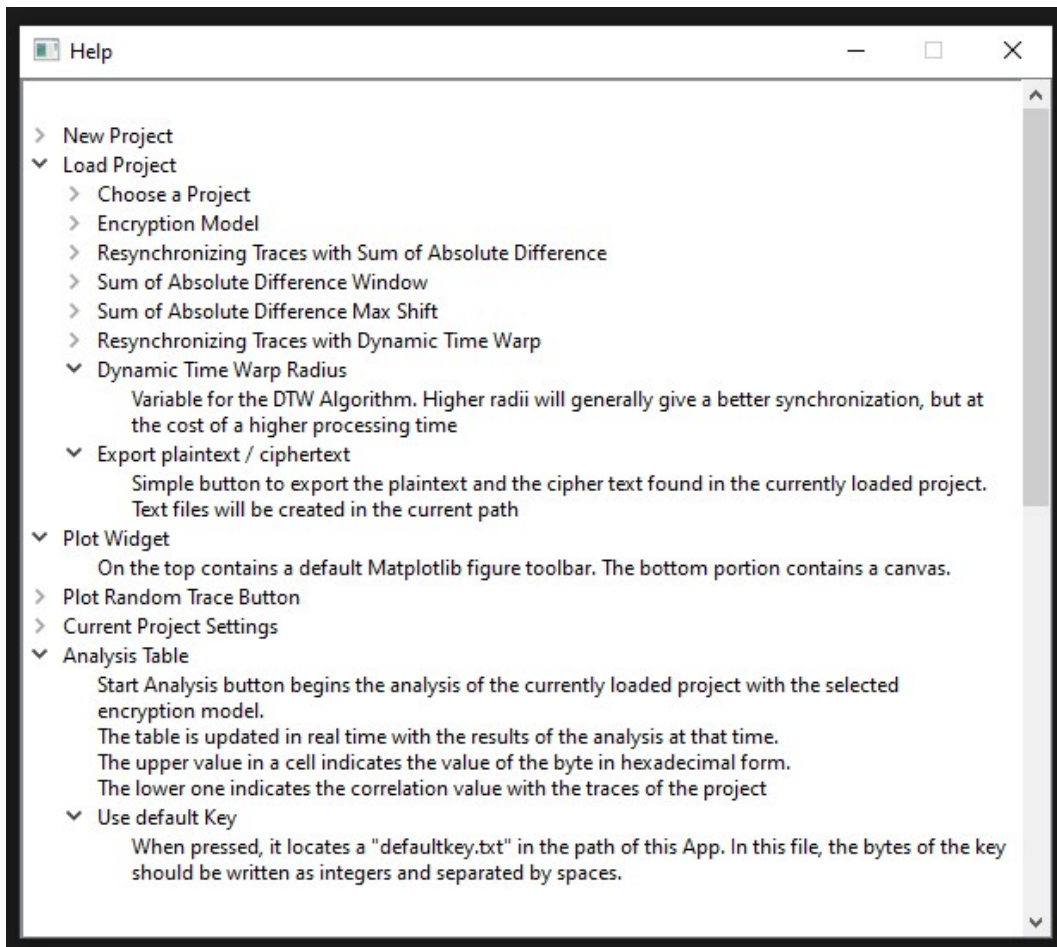 Help
New Project
Load Project
Choose a Project
Encryption Model
Resynchronizing Traces with Sum of Absolute Difference
Sum of Absolute Difference Window
Sum of Absolute Difference Max Shift
Resynchronizing Traces with Dynamic Time Warp
Dynamic Time Warp Radius
Variable for the DTW Algorithm. Higher radii will generally give a better synchronization, but at
the cost of a higher processing time
Export plaintext / ciphertext
Simple button to export the plaintext and the cipher text found in the currently loaded project.
Text files will be created in the current path
Plot Widget
On the top contains a default Matplotlib figure toolbar. The bottom portion contains a canvas.
Plot Random Trace Button
Current Project Settings
Analysis Table
Start Analysis button begins the analysis of the currently loaded project with the selected
encryption model.
The table is updated in real time with the results of the analysis at that time.
The upper value in a cell indicates the value of the byte in hexadecimal form.
The lower one indicates the correlation value with the traces of the project
Use default Key
When pressed, it locates a "defaultkey.txt" in the path of this App. In this file, the bytes of the key
should be written as integers and separated by spaces.